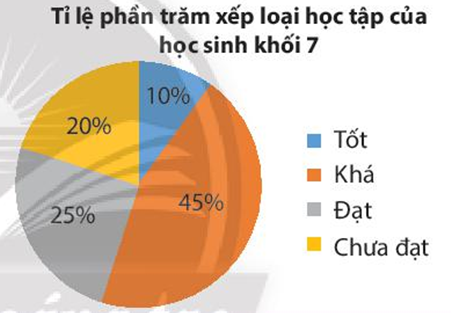 Tỉ lệ phần trăm xếp loại học tập của
học sinh khối 7
10%
20%
45%
25%
Tốt
Khá
Đạt
Chưa đạt